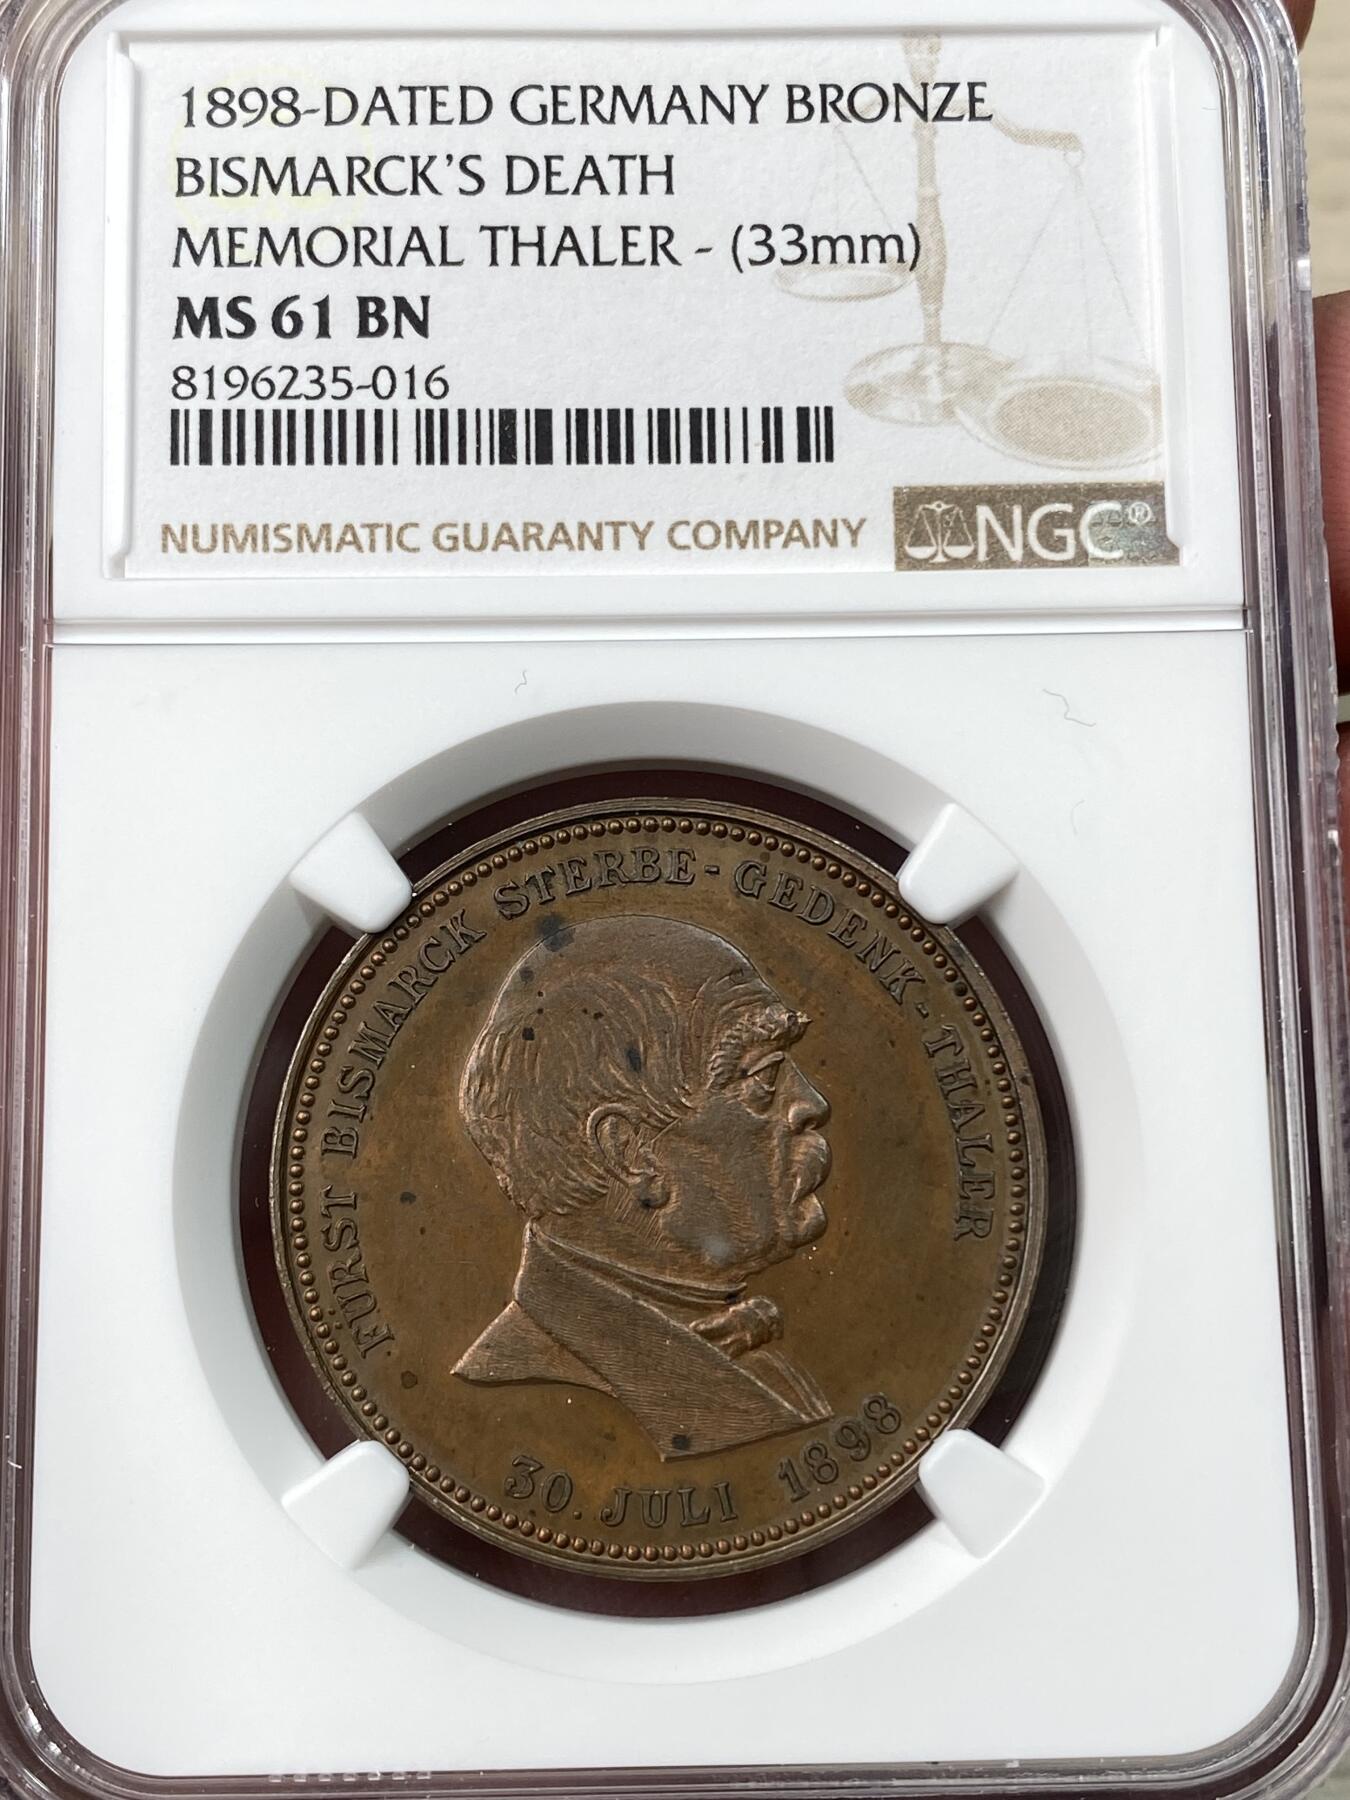 1898-DATED GERMANY BRONZE
BISMARCK'S DEATH
MEMORIAL THALER - (33mm)
MS 61 BN
8196235-016
NUMISMATIC GUARANTY COMPANY
NGC®
FÜRST BISMARCK STERBE-GEDENK-THALER
30. JULI 1898